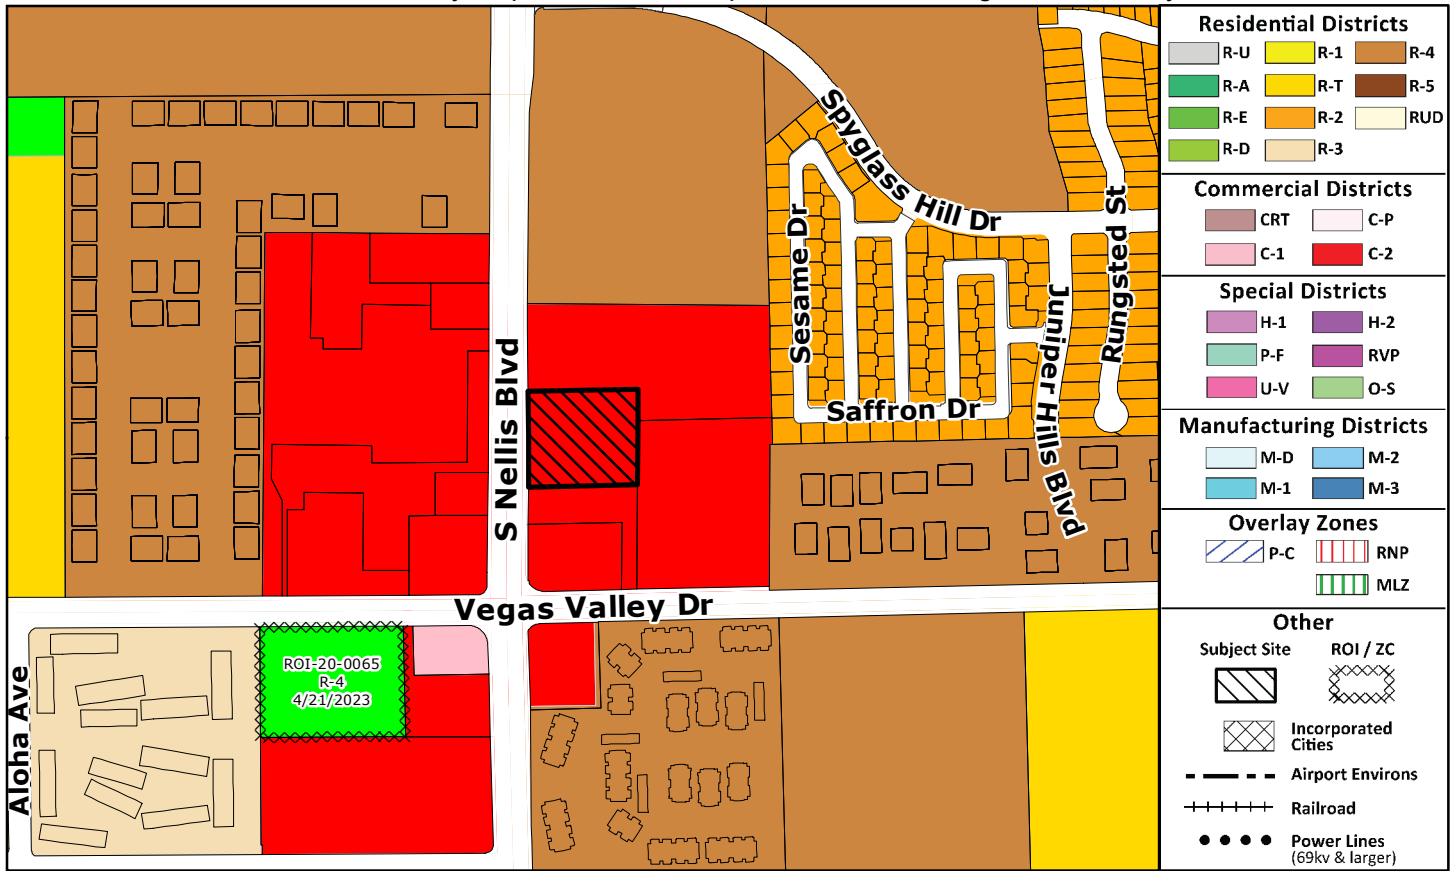 Spyglass Hill Dr
Sesame Dr
Rungsted St
Juniper Hills Blvd
Saffron Dr
S Nellis Blvd
Vegas Valley Dr
Aloha Ave
ROI-20-0065
R-4
4/21/2023
Residential Districts
R-U R-1 R-4
R-A R-T R-5
R-E R-2 RUD
R-D R-3
Commercial Districts
CRT C-P
C-1 C-2
Special Districts
H-1 H-2
P-F RVP
U-V O-S
Manufacturing Districts
M-D M-2
M-1 M-3
Overlay Zones
P-C RNP
MLZ
Other
Subject Site ROI / ZC
Incorporated
Cities
Airport Environs
Railroad
Power Lines
(69kv & larger)